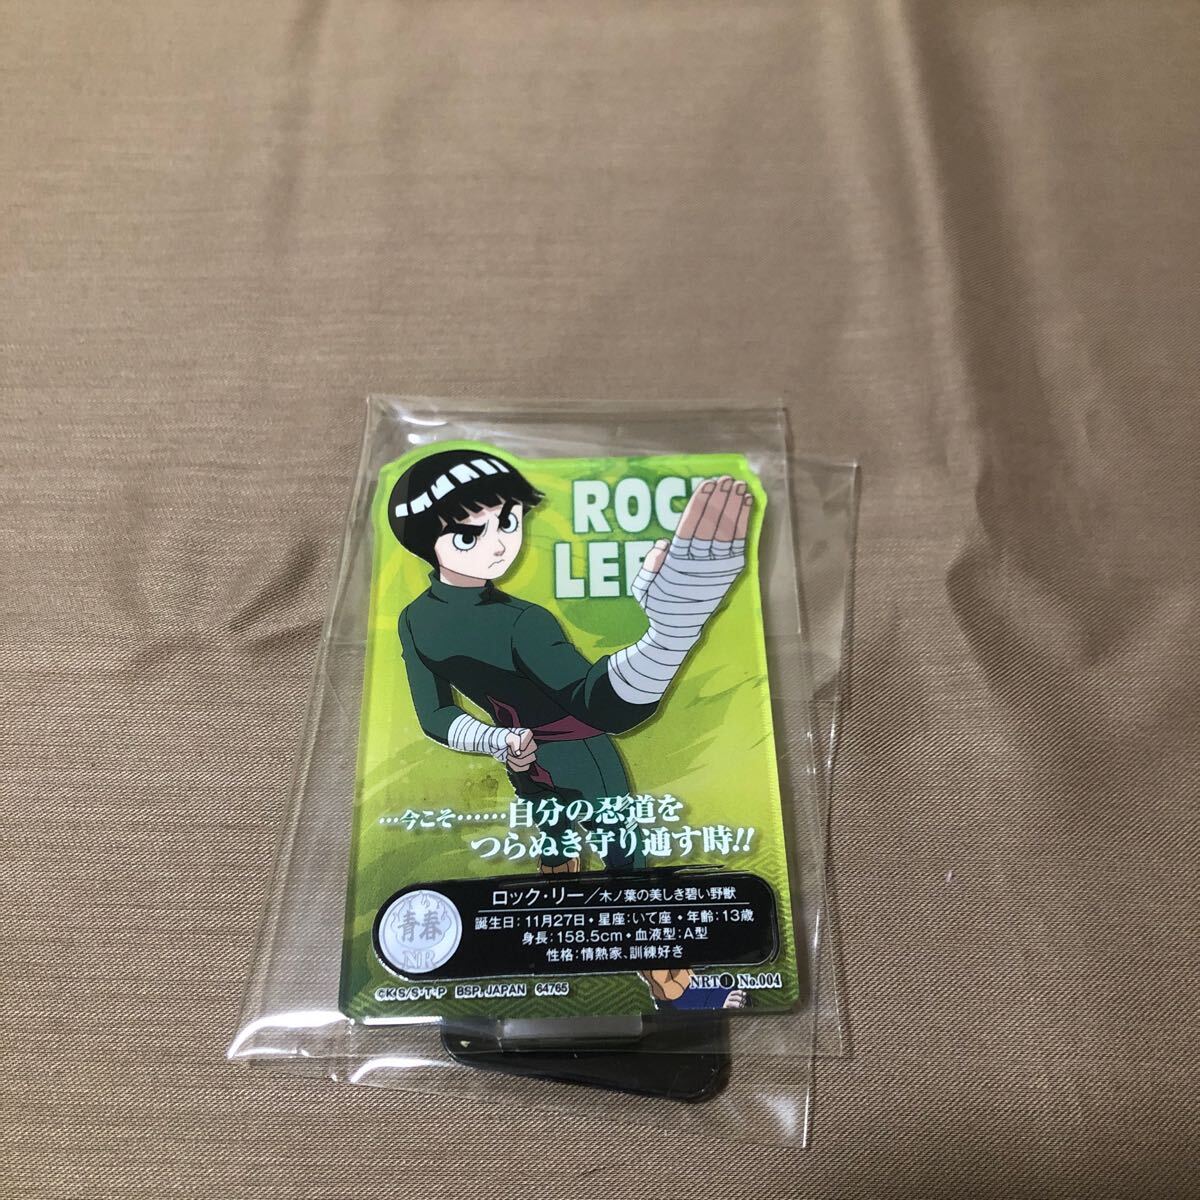 ROCK
LEE
…今こそ……自分の忍道を
つらぬき守り通す時!!
青春
NR
ロック・リー／木ノ葉の美しき碧い野獣
誕生日：11月27日・星座：いて座・年齢：13歳
身長：158.5cm・血液型：A型
性格：情熱家、訓練好き
©K S/S・T・P BSP, JAPAN 64765
NRT❶ No.004